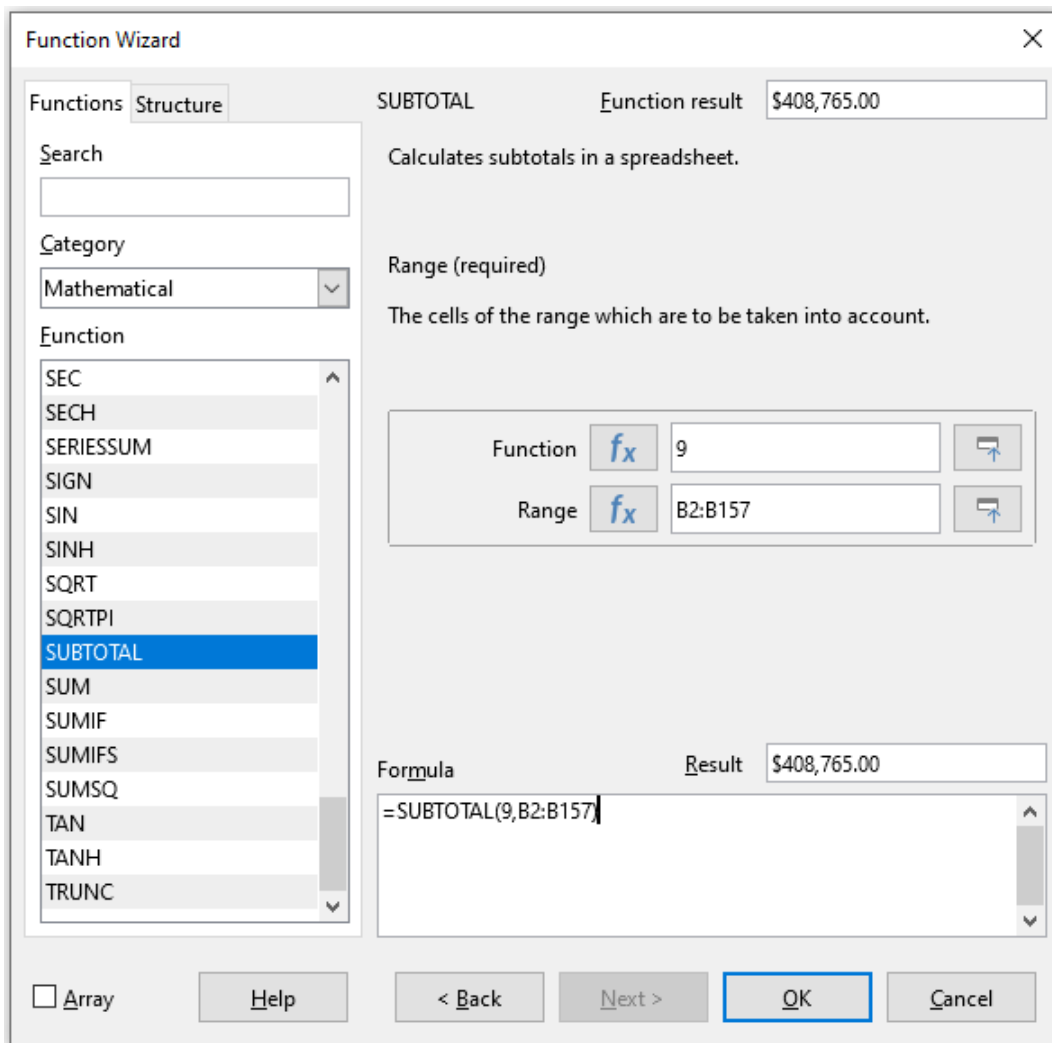 Function Wizard
Functions Structure
Search
Category
Mathematical
Function
SEC
SECH
SERIESSUM
SIGN
SIN
SINH
SQRT
SQRTPI
SUBTOTAL
SUM
SUMIF
SUMIFS
SUMSQ
TAN
TANH
TRUNC
SUBTOTAL Function result $408,765.00
Calculates subtotals in a spreadsheet.
Range (required)
The cells of the range which are to be taken into account.
Function fx 9
Range fx B2:B157
Formula Result $408,765.00
=SUBTOTAL(9,B2:B157)
Array Help < Back Next > OK Cancel